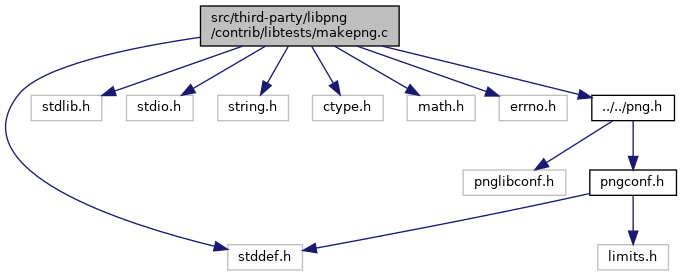 src/third-party/libpng
/contrib/libtests/makepng.c
stdlib.h
stdio.h
string.h
ctype.h
math.h
errno.h
../../png.h
pnglibconf.h
pngconf.h
stddef.h
limits.h